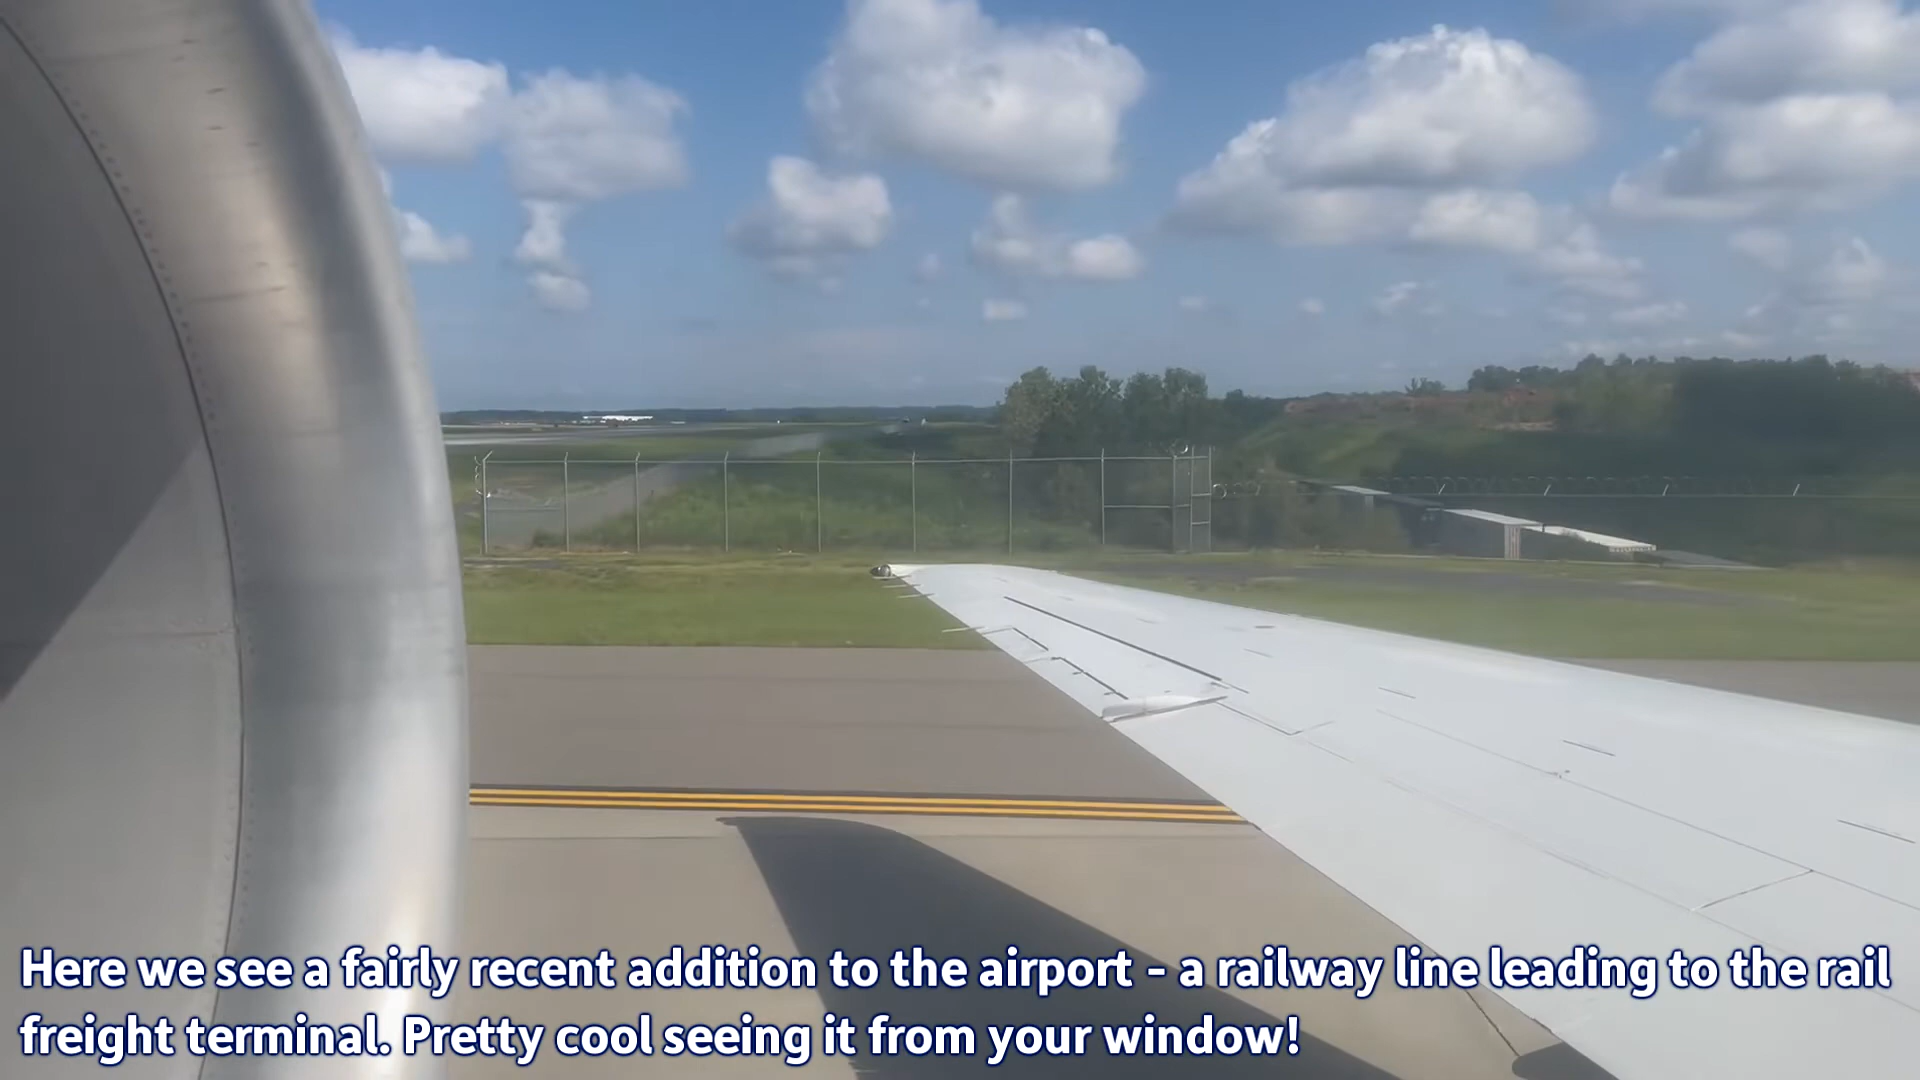 Here we see a fairly recent addition to the airport - a railway line leading to the rail
freight terminal. Pretty cool seeing it from your window!